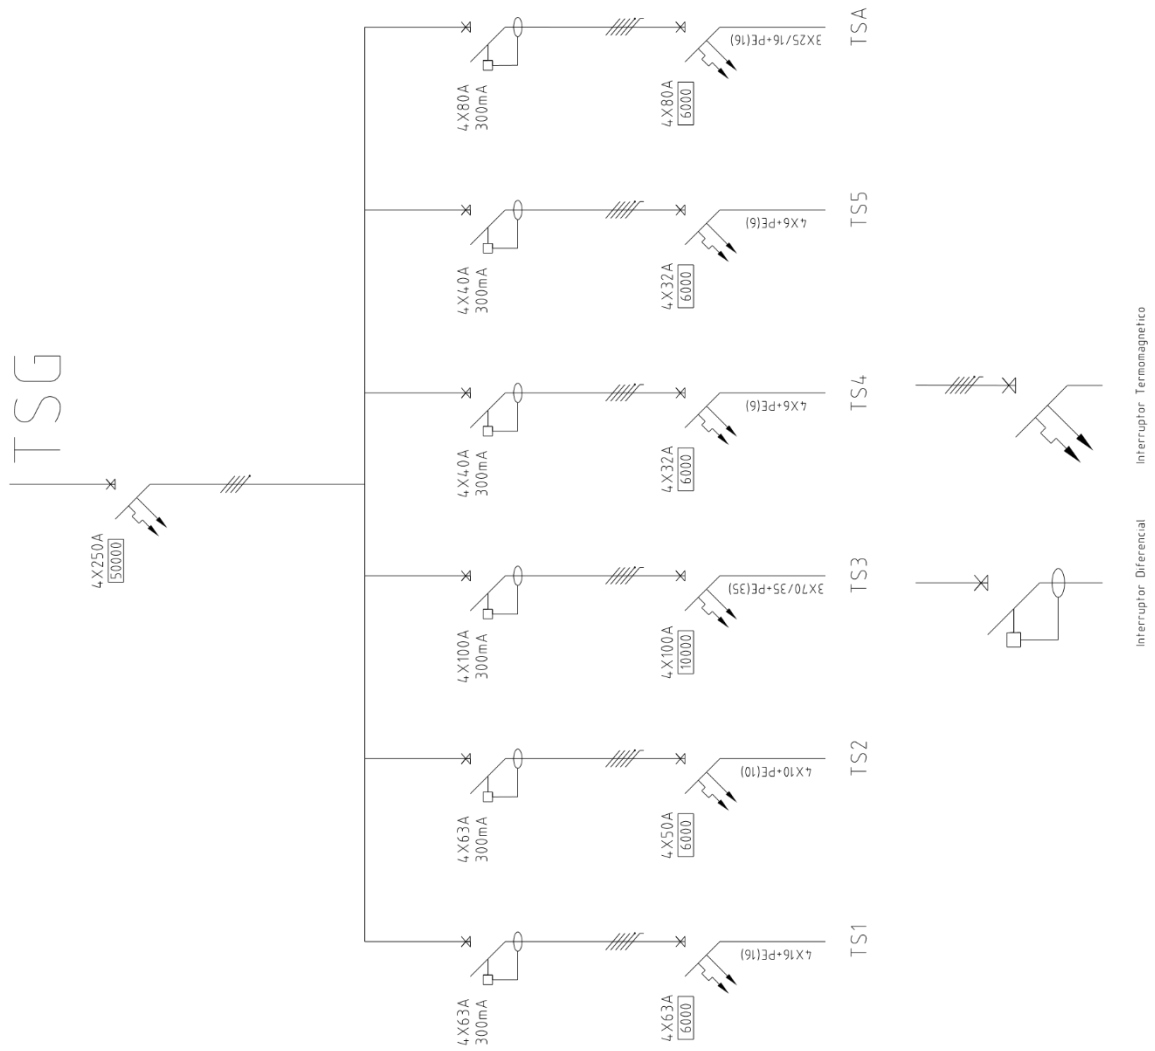 TSG
4X250A
50000
4X63A
300mA
4X63A
6000
4X16+PE(16)
TS1
4X63A
300mA
4X50A
6000
4X10+PE(10)
TS2
4X100A
300mA
4X100A
10000
3X70/35+PE(35)
TS3
4X40A
300mA
4X32A
6000
4X6+PE(6)
TS4
4X40A
300mA
4X32A
6000
4X6+PE(6)
TS5
4X80A
300mA
4X80A
6000
3X25/16+PE(16)
TSA
Interruptor Diferencial
Interruptor Termomagnetico